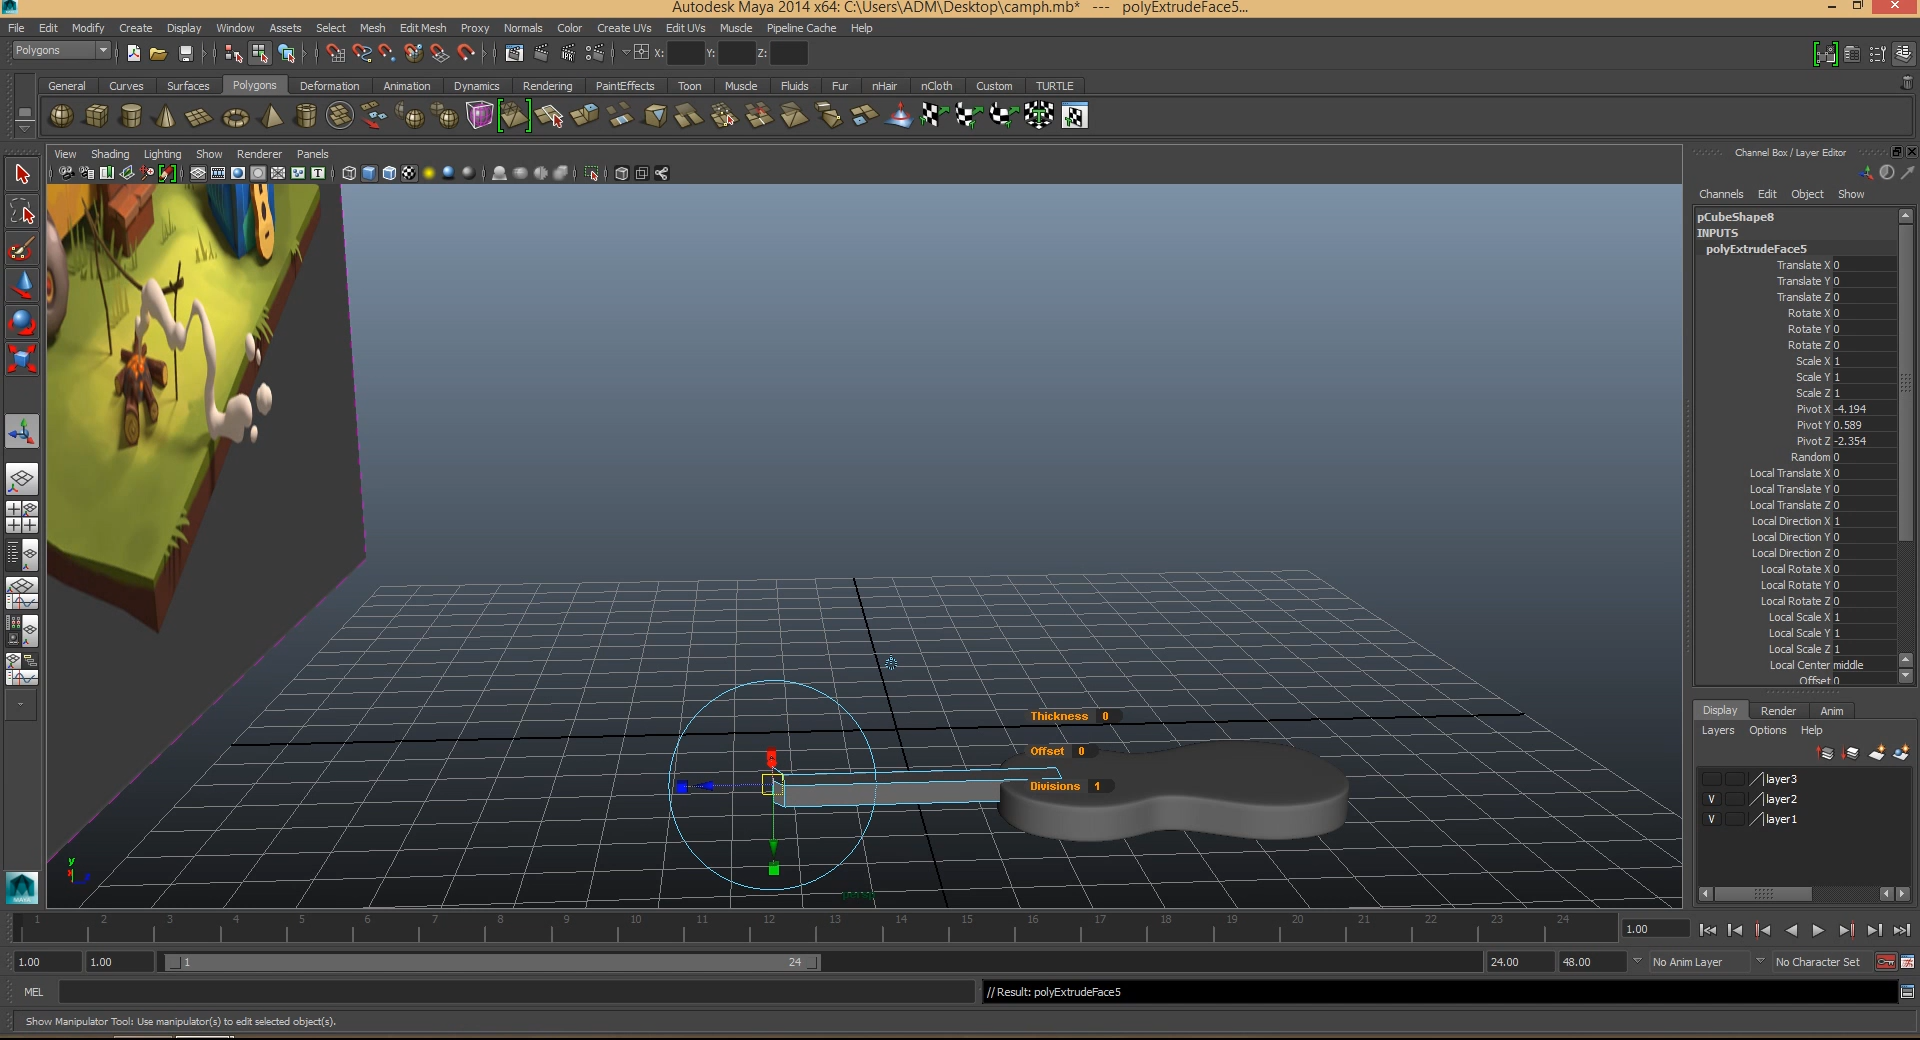 Autodesk Maya 2014 x64: C:\Users\ADM\Desktop\camph.mb*   ---   polyExtrudeFace5...
File Edit Modify Create Display Window Assets Select Mesh Edit Mesh Proxy Normals Color Create UVs Edit UVs Muscle Pipeline Cache Help
Polygons X: Y: Z:
General Curves Surfaces Polygons Deformation Animation Dynamics Rendering PaintEffects Toon Muscle Fluids Fur nHair nCloth Custom TURTLE
View Shading Lighting Show Renderer Panels
Channel Box / Layer Editor
Channels Edit Object Show
pCubeShape8
INPUTS
polyExtrudeFace5
Translate X 0
Translate Y 0
Translate Z 0
Rotate X 0
Rotate Y 0
Rotate Z 0
Scale X 1
Scale Y 1
Scale Z 1
Pivot X -4.194
Pivot Y 0.589
Pivot Z -2.354
Random 0
Local Translate X 0
Local Translate Y 0
Local Translate Z 0
Local Direction X 1
Local Direction Y 0
Local Direction Z 0
Local Rotate X 0
Local Rotate Y 0
Local Rotate Z 0
Local Scale X 1
Local Scale Y 1
Local Scale Z 1
Local Center middle
Offset 0
Thickness 0
Offset 0
Divisions 1
y
persp
Display Render Anim
Layers Options Help
layer3
V layer2
V layer1
1 2 3 4 5 6 7 8 9 10 11 12 13 14 15 16 17 18 19 20 21 22 23 24 1.00
1.00 1.00 1 24 24.00 48.00 No Anim Layer No Character Set
MEL // Result: polyExtrudeFace5
Show Manipulator Tool: Use manipulator(s) to edit selected object(s).